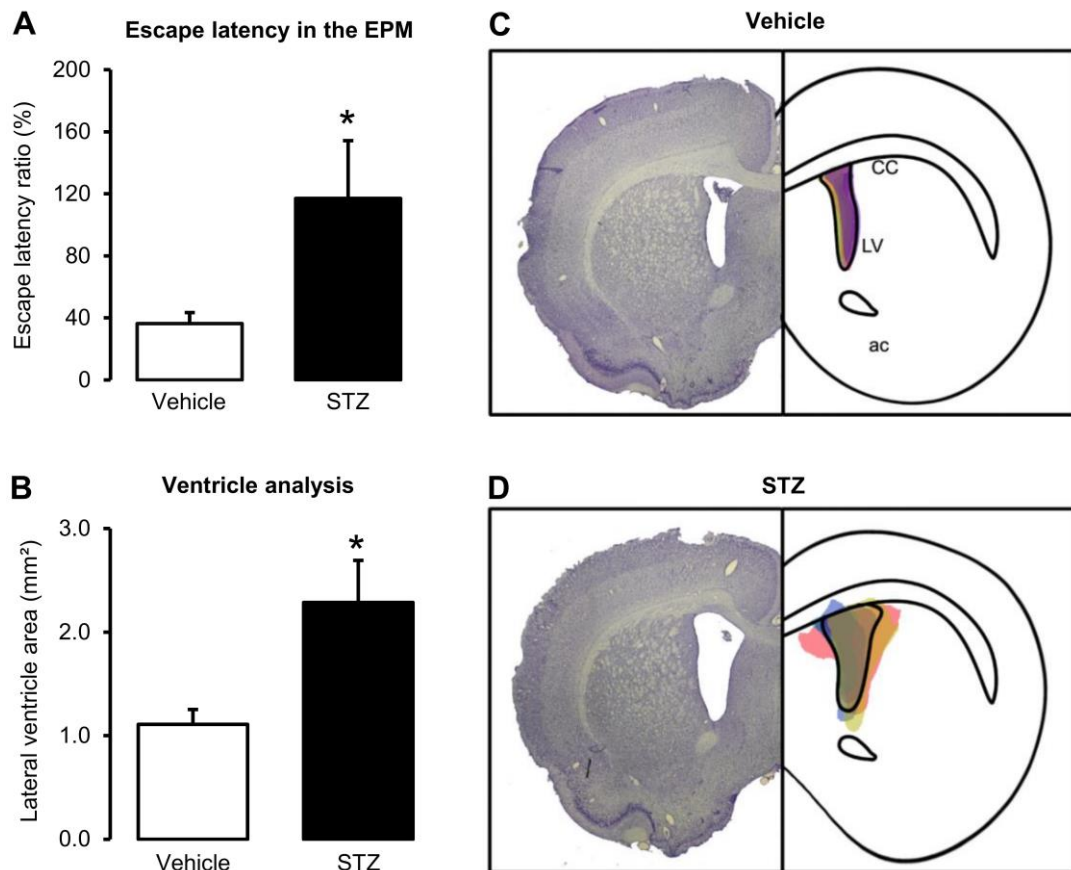 A
Escape latency in the EPM
Escape latency ratio (%)
200
160
120
80
40
0
*
Vehicle
STZ
B
Ventricle analysis
Lateral ventricle area (mm²)
3.0
2.0
1.0
0.0
*
Vehicle
STZ
C
Vehicle
CC
LV
ac
D
STZ